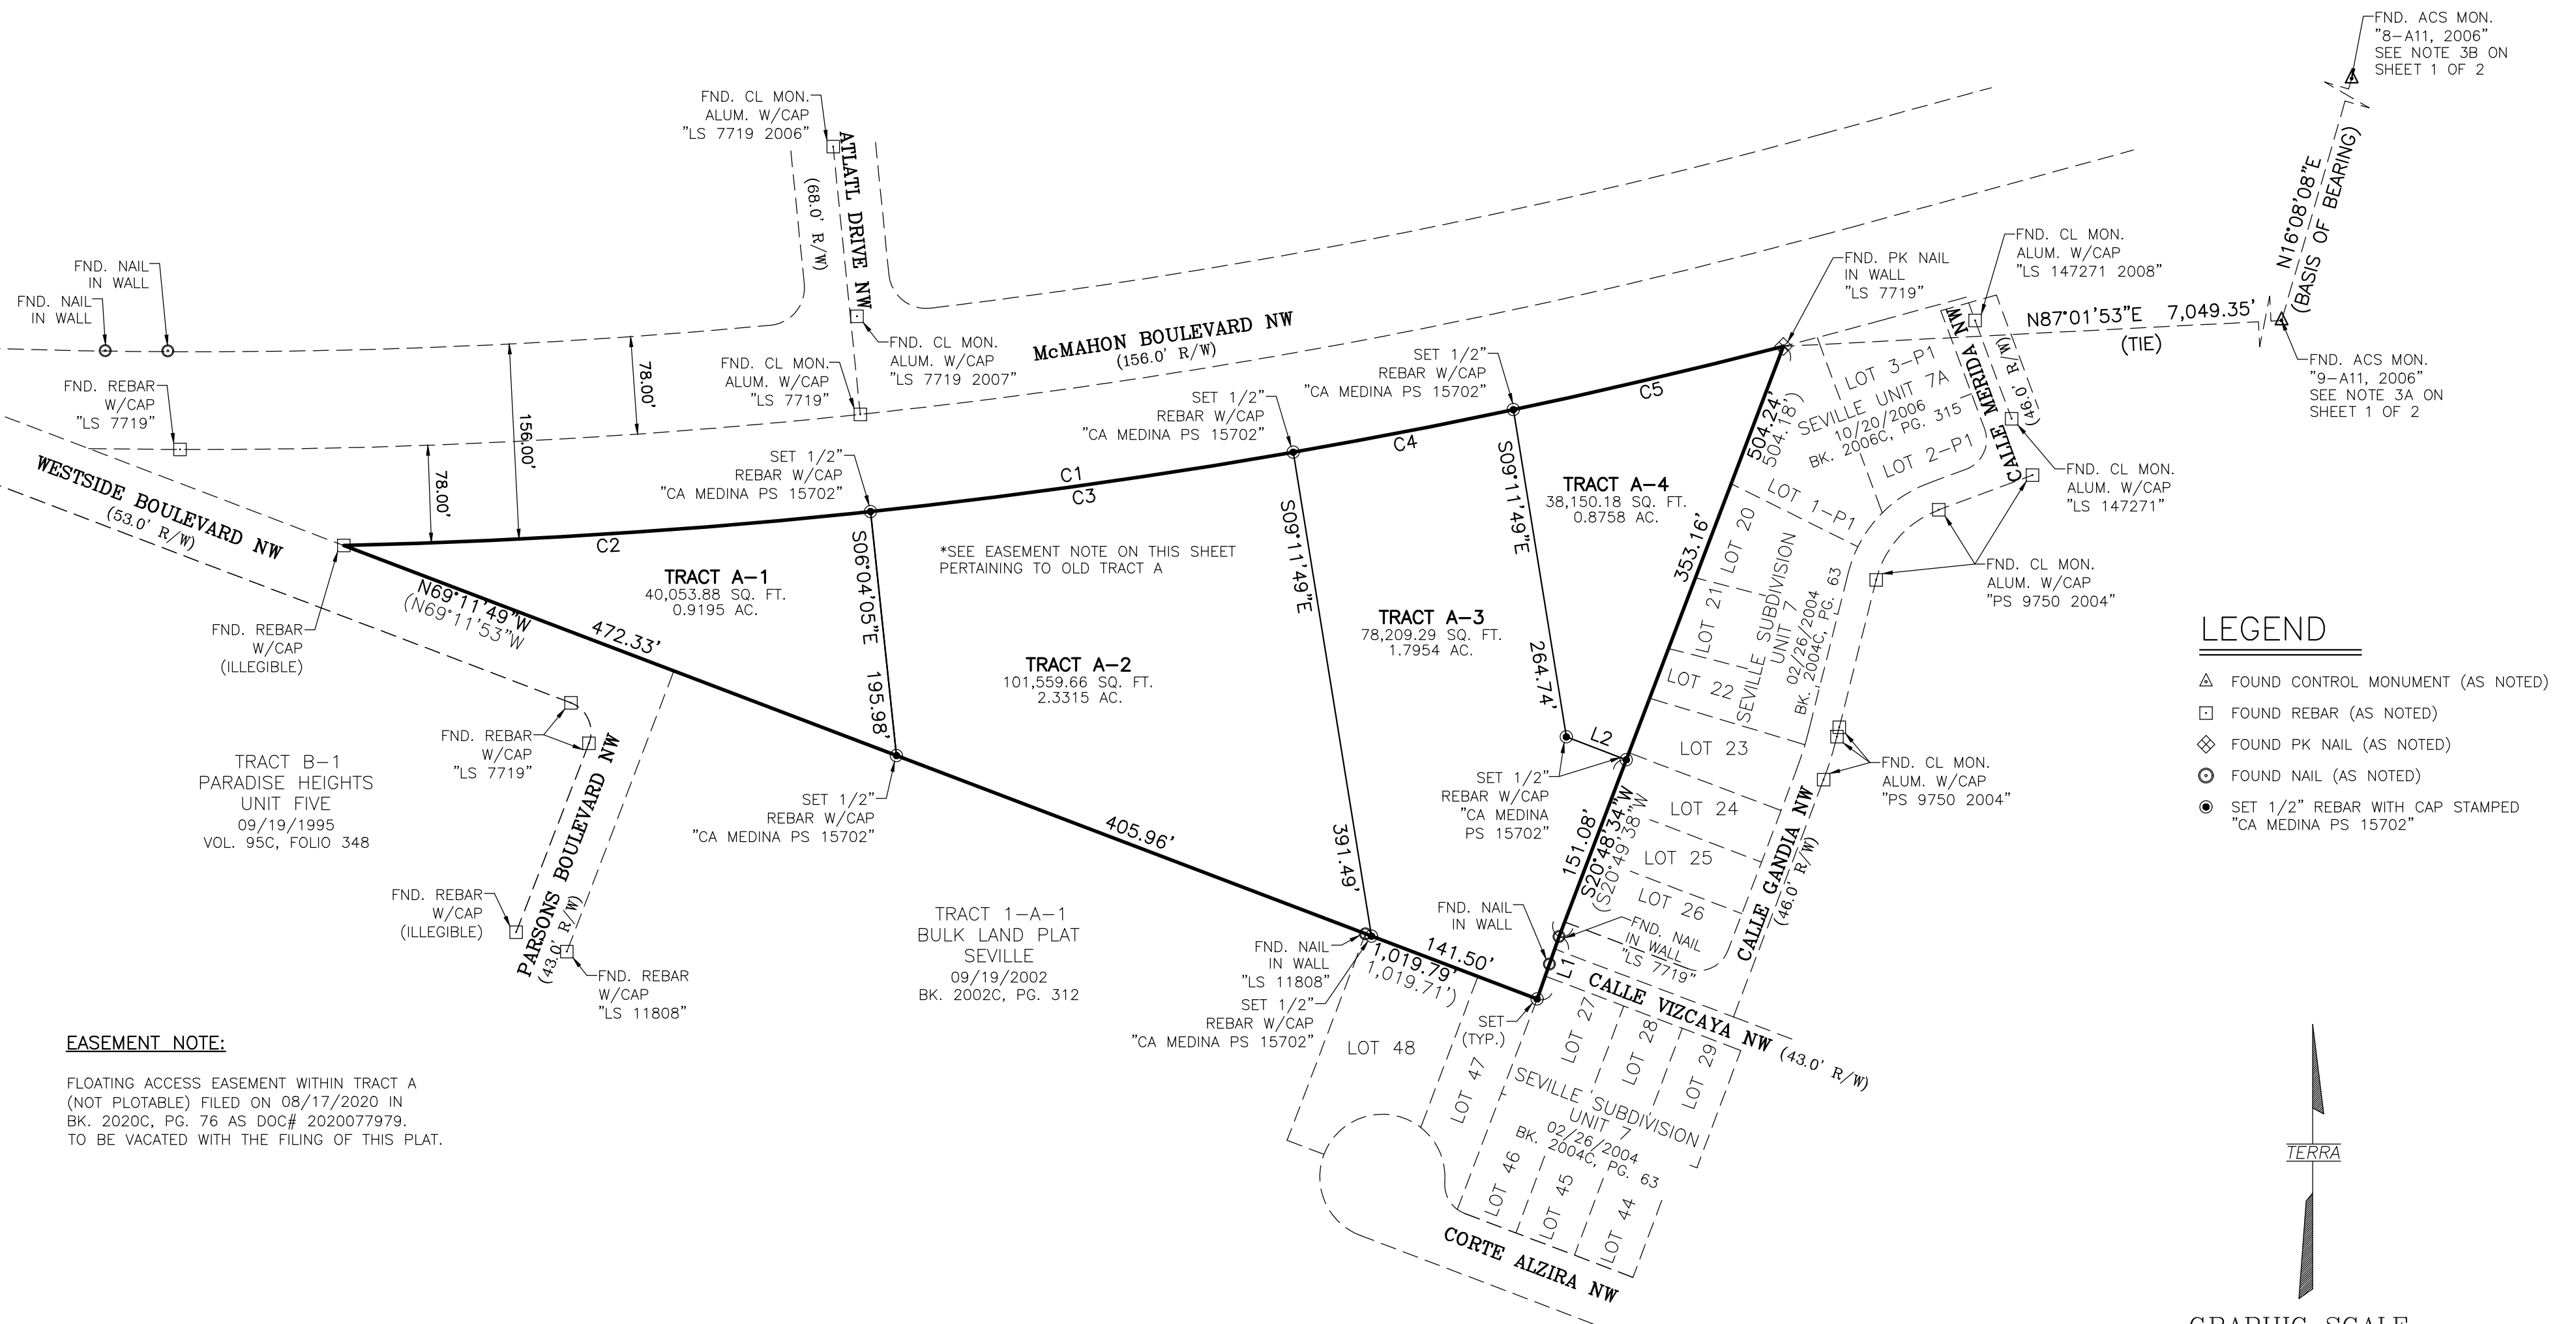 FND. ACS MON.
"8-A11, 2006"
SEE NOTE 3B ON
SHEET 1 OF 2
FND. CL MON.
ALUM. W/CAP
"LS 7719 2006"
ATLATL DRIVE NW
(68.0' R/W)
N16°08'08"E
(BASIS OF BEARING)
FND. NAIL
IN WALL
FND. NAIL
IN WALL
FND. CL MON.
ALUM. W/CAP
"LS 147271 2008"
FND. PK NAIL
IN WALL
"LS 7719"
N87°01'53"E 7,049.35'
(TIE)
McMAHON BOULEVARD NW
(156.0' R/W)
FND. CL MON.
ALUM. W/CAP
"LS 7719 2007"
FND. CL MON.
ALUM. W/CAP
"LS 7719"
SET 1/2"
REBAR W/CAP
"CA MEDINA PS 15702"
FND. ACS MON.
"9-A11, 2006"
SEE NOTE 3A ON
SHEET 1 OF 2
FND. REBAR
W/CAP
"LS 7719"
78.00'
156.00'
78.00'
SET 1/2"
REBAR W/CAP
"CA MEDINA PS 15702"
SET 1/2"
REBAR W/CAP
"CA MEDINA PS 15702"
C5
C4
C1
C3
C2
504.24'
504.18')
LOT 3-P1
SEVILLE UNIT 7A
10/20/2006
BK. 2006C, PG. 315
LOT 2-P1
LOT 1-P1
CALLE MERIDA NW
(46.0' R/W)
FND. CL MON.
ALUM. W/CAP
"LS 147271"
FND. CL MON.
ALUM. W/CAP
"PS 9750 2004"
WESTSIDE BOULEVARD NW
(53.0' R/W)
FND. REBAR
W/CAP
(ILLEGIBLE)
N69°11'49"W
(N69°11'53"W
472.33'
TRACT A-1
40,053.88 SQ. FT.
0.9195 AC.
S06°04'05"E 195.98'
*SEE EASEMENT NOTE ON THIS SHEET
PERTAINING TO OLD TRACT A
TRACT A-2
101,559.66 SQ. FT.
2.3315 AC.
S09°11'49"E
391.49'
TRACT A-3
78,209.29 SQ. FT.
1.7954 AC.
S09°11'49"E
264.74'
TRACT A-4
38,150.18 SQ. FT.
0.8758 AC.
353.16'
LOT 20
LOT 21
LOT 22
SEVILLE SUBDIVISION
UNIT 7
02/26/2004
BK. 2004C, PG. 63
LOT 23
LOT 24
LOT 25
LOT 26
L2
SET 1/2"
REBAR W/CAP
"CA MEDINA
PS 15702"
151.08'
S20°48'34"W
(S20°49'38"W
CALLE GANDIA NW
(46.0' R/W)
FND. CL MON.
ALUM. W/CAP
"PS 9750 2004"
LEGEND
FOUND CONTROL MONUMENT (AS NOTED)
FOUND REBAR (AS NOTED)
FOUND PK NAIL (AS NOTED)
FOUND NAIL (AS NOTED)
SET 1/2" REBAR WITH CAP STAMPED
"CA MEDINA PS 15702"
TRACT B-1
PARADISE HEIGHTS
UNIT FIVE
09/19/1995
VOL. 95C, FOLIO 348
FND. REBAR
W/CAP
"LS 7719"
FND. REBAR
W/CAP
(ILLEGIBLE)
PARSONS BOULEVARD NW
(43.0' R/W)
FND. REBAR
W/CAP
"LS 11808"
SET 1/2"
REBAR W/CAP
"CA MEDINA PS 15702"
405.96'
TRACT 1-A-1
BULK LAND PLAT
SEVILLE
09/19/2002
BK. 2002C, PG. 312
FND. NAIL
IN WALL
FND. NAIL
IN WALL
"LS 11808"
SET 1/2"
REBAR W/CAP
"CA MEDINA PS 15702"
141.50'
1,019.79'
1,019.71')
FND. NAIL
IN WALL
"LS 7719"
L1
SET
(TYP.)
CALLE VIZCAYA NW (43.0' R/W)
LOT 48
LOT 47
LOT 27
LOT 28
LOT 29
SEVILLE SUBDIVISION
UNIT 7
02/26/2004
BK. 2004C, PG. 63
LOT 46
LOT 45
LOT 44
CORTE ALZIRA NW
EASEMENT NOTE:
FLOATING ACCESS EASEMENT WITHIN TRACT A
(NOT PLOTABLE) FILED ON 08/17/2020 IN
BK. 2020C, PG. 76 AS DOC# 2020077979.
TO BE VACATED WITH THE FILING OF THIS PLAT.
TERRA
GRAPHIC SCALE